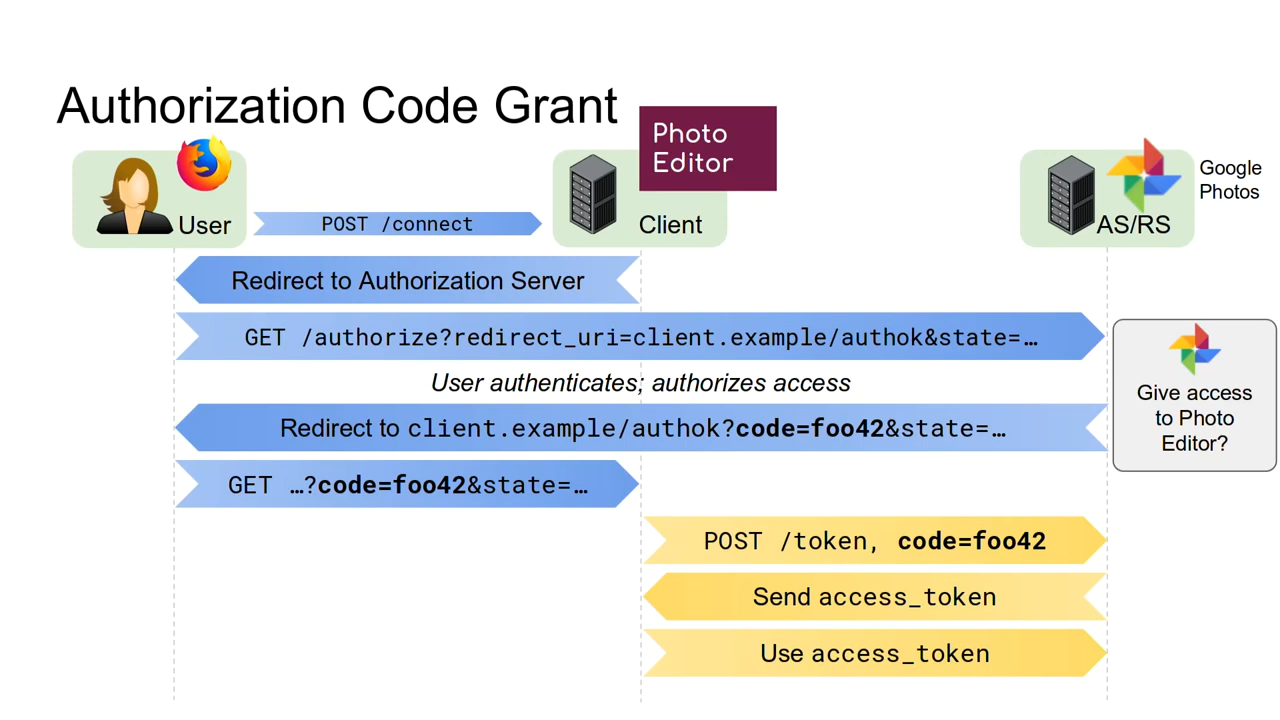 Authorization Code Grant
Photo
Editor
User
POST /connect
Client
AS/RS
Google
Photos
Redirect to Authorization Server
GET /authorize?redirect_uri=client.example/authok&state=…
User authenticates; authorizes access
Give access
to Photo
Editor?
Redirect to client.example/authok?code=foo42&state=…
GET …?code=foo42&state=…
POST /token, code=foo42
Send access_token
Use access_token